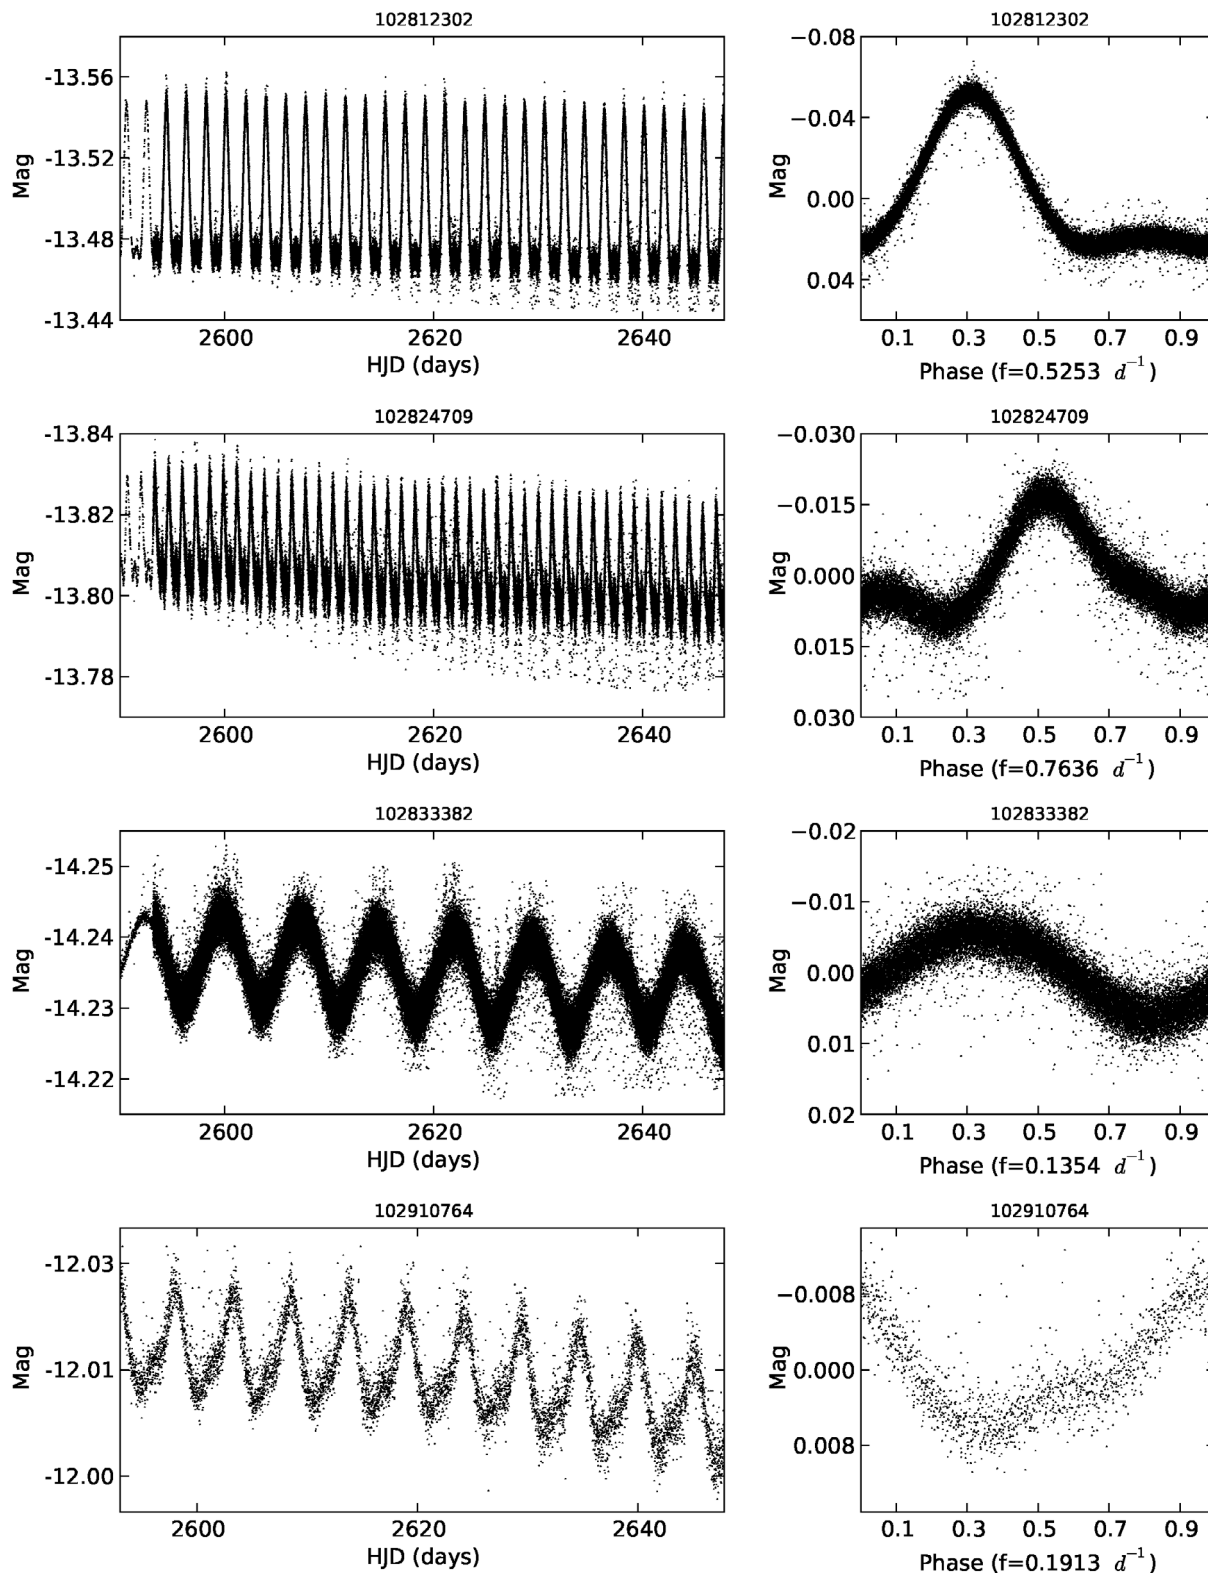 102812302
102812302
-13.56
-13.52
-13.48
-13.44
Mag
2600 2620 2640
HJD (days)
−0.08
−0.04
0.00
0.04
Mag
0.1 0.3 0.5 0.7 0.9
Phase (f=0.5253 d⁻¹)
102824709
102824709
-13.84
-13.82
-13.80
-13.78
Mag
2600 2620 2640
HJD (days)
−0.030
−0.015
0.000
0.015
0.030
Mag
0.1 0.3 0.5 0.7 0.9
Phase (f=0.7636 d⁻¹)
102833382
102833382
-14.25
-14.24
-14.23
-14.22
Mag
2600 2620 2640
HJD (days)
−0.02
−0.01
0.00
0.01
0.02
Mag
0.1 0.3 0.5 0.7 0.9
Phase (f=0.1354 d⁻¹)
102910764
102910764
-12.03
-12.01
-12.00
Mag
2600 2620 2640
HJD (days)
−0.008
0.000
0.008
Mag
0.1 0.3 0.5 0.7 0.9
Phase (f=0.1913 d⁻¹)